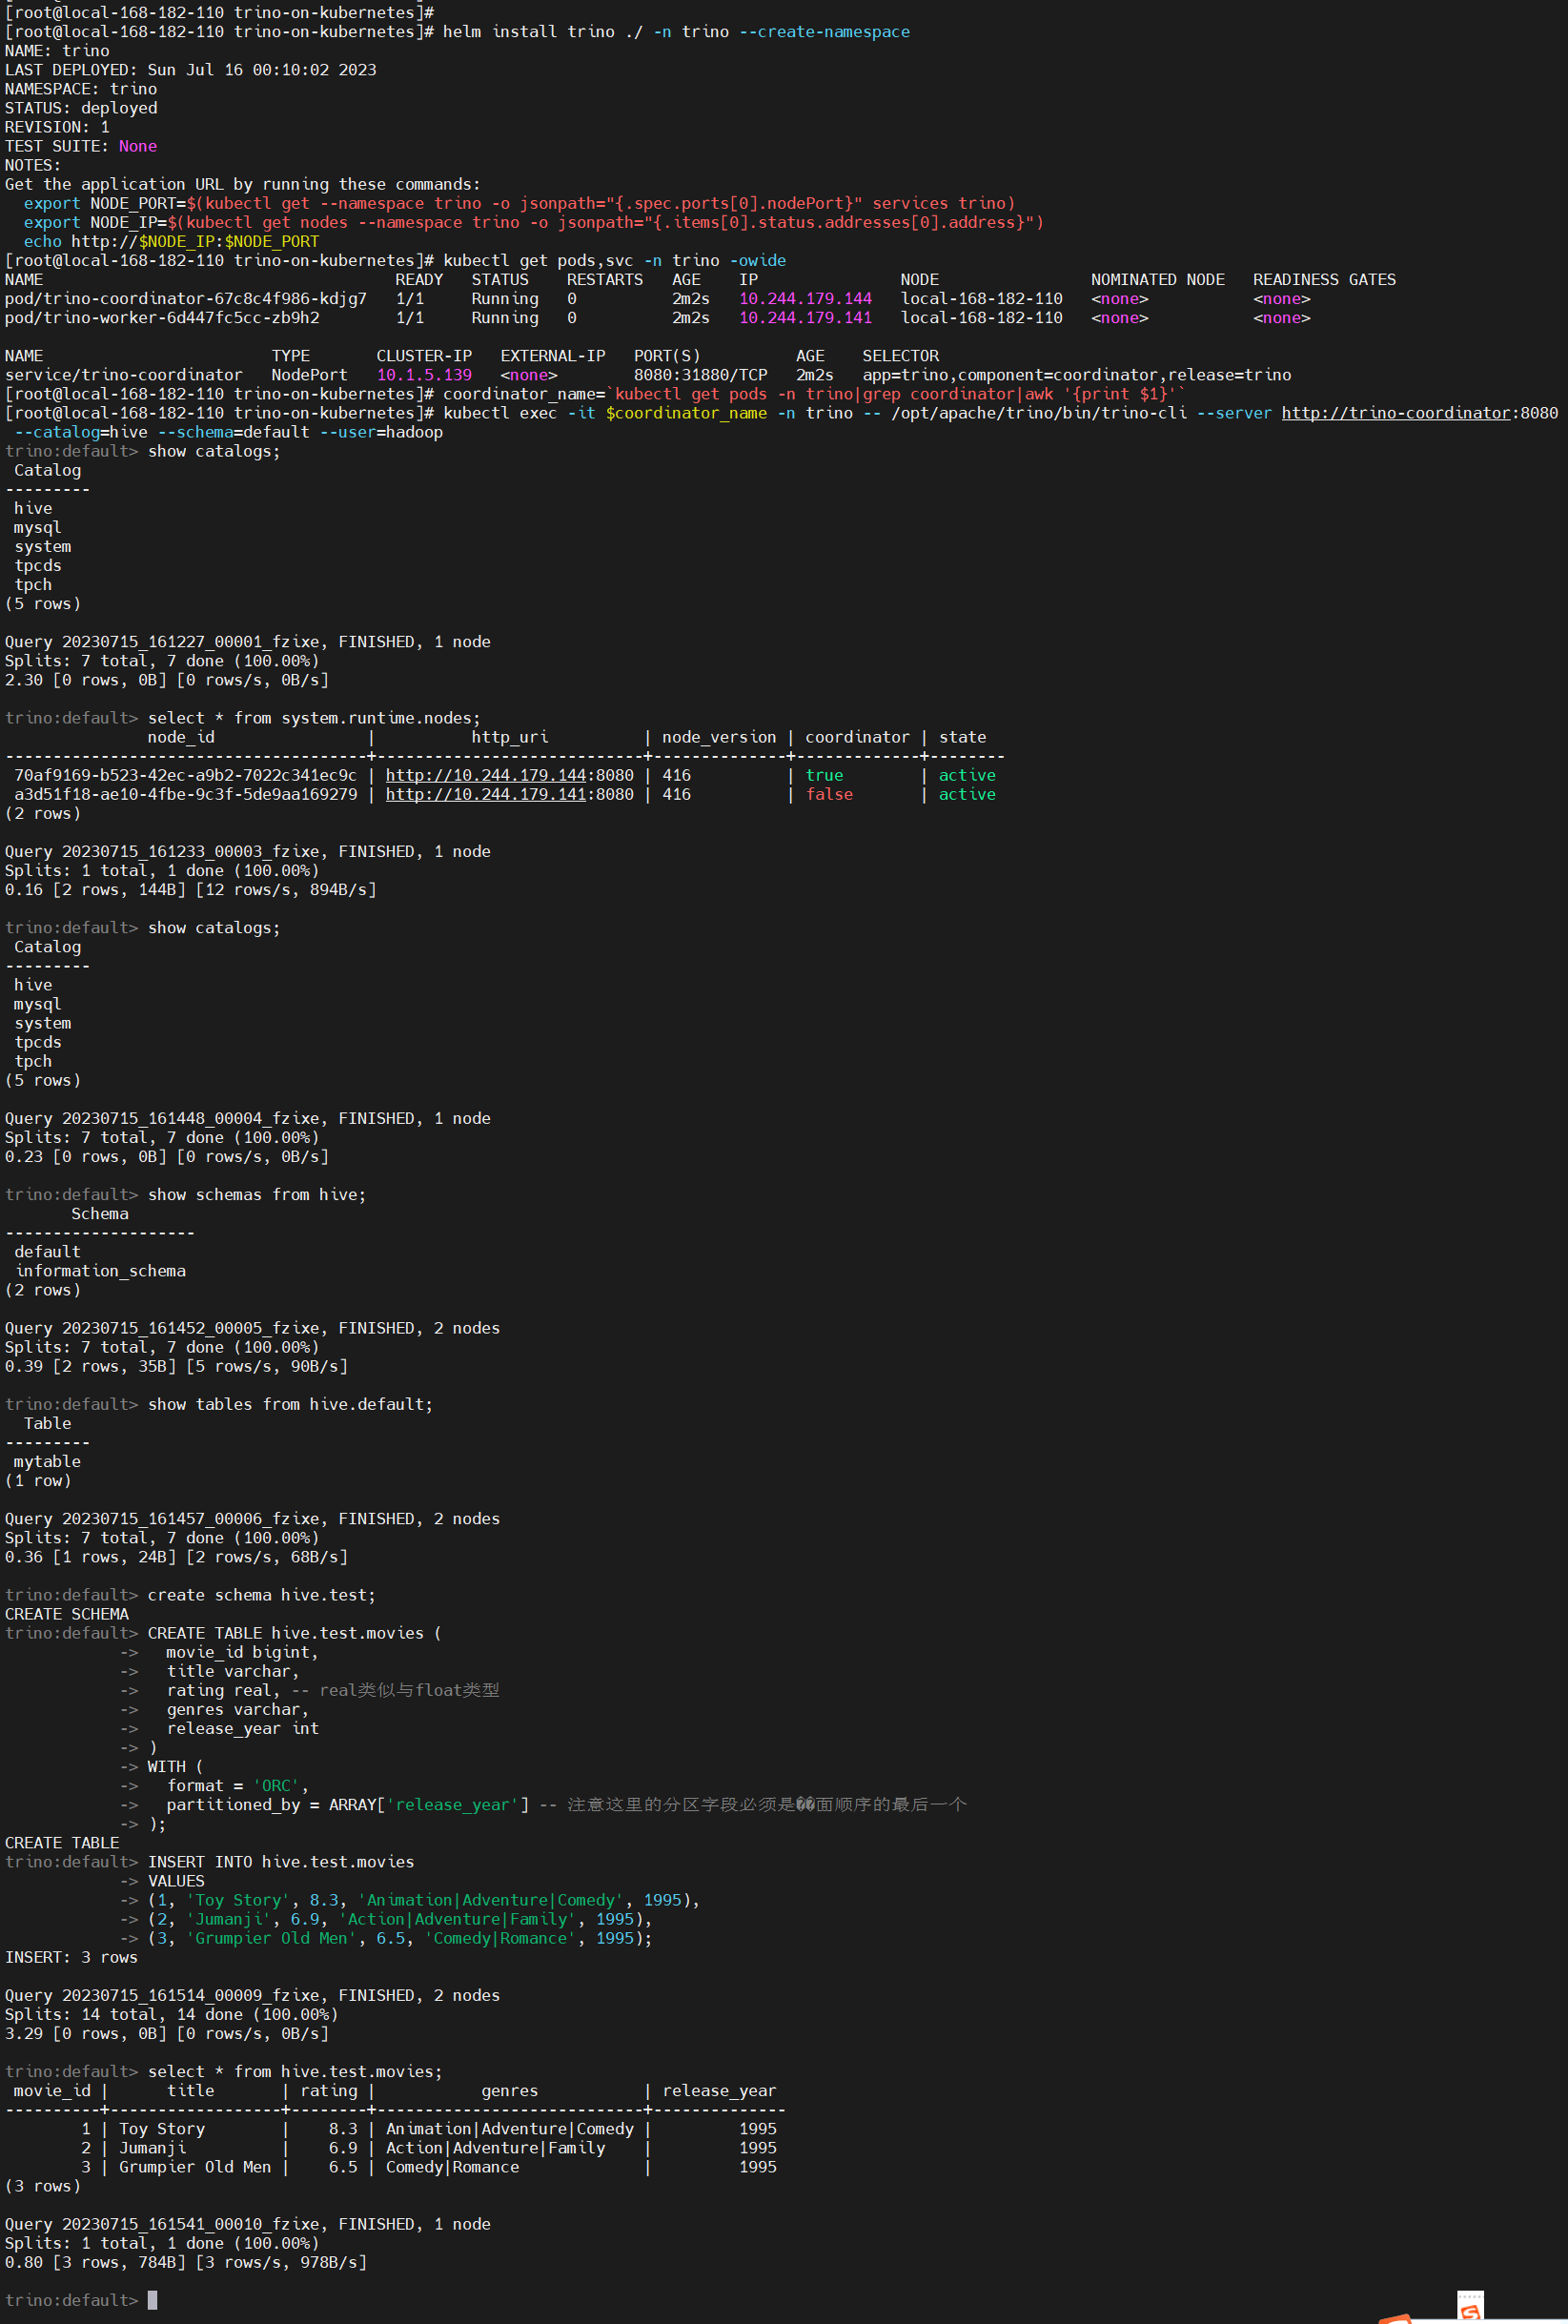 [root@local-168-182-110 trino-on-kubernetes]#
[root@local-168-182-110 trino-on-kubernetes]# helm install trino ./ -n trino --create-namespace
NAME: trino
LAST DEPLOYED: Sun Jul 16 00:10:02 2023
NAMESPACE: trino
STATUS: deployed
REVISION: 1
TEST SUITE: None
NOTES:
Get the application URL by running these commands:
  export NODE_PORT=$(kubectl get --namespace trino -o jsonpath="{.spec.ports[0].nodePort}" services trino)
  export NODE_IP=$(kubectl get nodes --namespace trino -o jsonpath="{.items[0].status.addresses[0].address}")
  echo http://$NODE_IP:$NODE_PORT
[root@local-168-182-110 trino-on-kubernetes]# kubectl get pods,svc -n trino -owide
NAME                                     READY   STATUS    RESTARTS   AGE    IP               NODE                NOMINATED NODE   READINESS GATES
pod/trino-coordinator-67c8c4f986-kdjg7   1/1     Running   0          2m2s   10.244.179.144   local-168-182-110   <none>           <none>
pod/trino-worker-6d447fc5cc-zb9h2        1/1     Running   0          2m2s   10.244.179.141   local-168-182-110   <none>           <none>
NAME                        TYPE       CLUSTER-IP   EXTERNAL-IP   PORT(S)          AGE    SELECTOR
service/trino-coordinator   NodePort   10.1.5.139   <none>        8080:31880/TCP   2m2s   app=trino,component=coordinator,release=trino
[root@local-168-182-110 trino-on-kubernetes]# coordinator_name=`kubectl get pods -n trino|grep coordinator|awk '{print $1}'`
[root@local-168-182-110 trino-on-kubernetes]# kubectl exec -it $coordinator_name -n trino -- /opt/apache/trino/bin/trino-cli --server http://trino-coordinator:8080
 --catalog=hive --schema=default --user=hadoop
trino:default> show catalogs;
 Catalog
---------
 hive
 mysql
 system
 tpcds
 tpch
(5 rows)
Query 20230715_161227_00001_fzixe, FINISHED, 1 node
Splits: 7 total, 7 done (100.00%)
2.30 [0 rows, 0B] [0 rows/s, 0B/s]
trino:default> select * from system.runtime.nodes;
               node_id                |          http_uri          | node_version | coordinator | state
--------------------------------------+----------------------------+--------------+-------------+--------
 70af9169-b523-42ec-a9b2-7022c341ec9c | http://10.244.179.144:8080 | 416          | true        | active
 a3d51f18-ae10-4fbe-9c3f-5de9aa169279 | http://10.244.179.141:8080 | 416          | false       | active
(2 rows)
Query 20230715_161233_00003_fzixe, FINISHED, 1 node
Splits: 1 total, 1 done (100.00%)
0.16 [2 rows, 144B] [12 rows/s, 894B/s]
trino:default> show catalogs;
 Catalog
---------
 hive
 mysql
 system
 tpcds
 tpch
(5 rows)
Query 20230715_161448_00004_fzixe, FINISHED, 1 node
Splits: 7 total, 7 done (100.00%)
0.23 [0 rows, 0B] [0 rows/s, 0B/s]
trino:default> show schemas from hive;
       Schema
--------------------
 default
 information_schema
(2 rows)
Query 20230715_161452_00005_fzixe, FINISHED, 2 nodes
Splits: 7 total, 7 done (100.00%)
0.39 [2 rows, 35B] [5 rows/s, 90B/s]
trino:default> show tables from hive.default;
  Table
---------
 mytable
(1 row)
Query 20230715_161457_00006_fzixe, FINISHED, 2 nodes
Splits: 7 total, 7 done (100.00%)
0.36 [1 rows, 24B] [2 rows/s, 68B/s]
trino:default> create schema hive.test;
CREATE SCHEMA
trino:default> CREATE TABLE hive.test.movies (
            ->   movie_id bigint,
            ->   title varchar,
            ->   rating real, -- real类似与float类型
            ->   genres varchar,
            ->   release_year int
            -> )
            -> WITH (
            ->   format = 'ORC',
            ->   partitioned_by = ARRAY['release_year'] -- 注意这里的分区字段必须是��面顺序的最后一个
            -> );
CREATE TABLE
trino:default> INSERT INTO hive.test.movies
            -> VALUES
            -> (1, 'Toy Story', 8.3, 'Animation|Adventure|Comedy', 1995),
            -> (2, 'Jumanji', 6.9, 'Action|Adventure|Family', 1995),
            -> (3, 'Grumpier Old Men', 6.5, 'Comedy|Romance', 1995);
INSERT: 3 rows
Query 20230715_161514_00009_fzixe, FINISHED, 2 nodes
Splits: 14 total, 14 done (100.00%)
3.29 [0 rows, 0B] [0 rows/s, 0B/s]
trino:default> select * from hive.test.movies;
 movie_id |      title       | rating |           genres           | release_year
----------+------------------+--------+----------------------------+--------------
        1 | Toy Story        |    8.3 | Animation|Adventure|Comedy |         1995
        2 | Jumanji          |    6.9 | Action|Adventure|Family    |         1995
        3 | Grumpier Old Men |    6.5 | Comedy|Romance             |         1995
(3 rows)
Query 20230715_161541_00010_fzixe, FINISHED, 1 node
Splits: 1 total, 1 done (100.00%)
0.80 [3 rows, 784B] [3 rows/s, 978B/s]
trino:default>